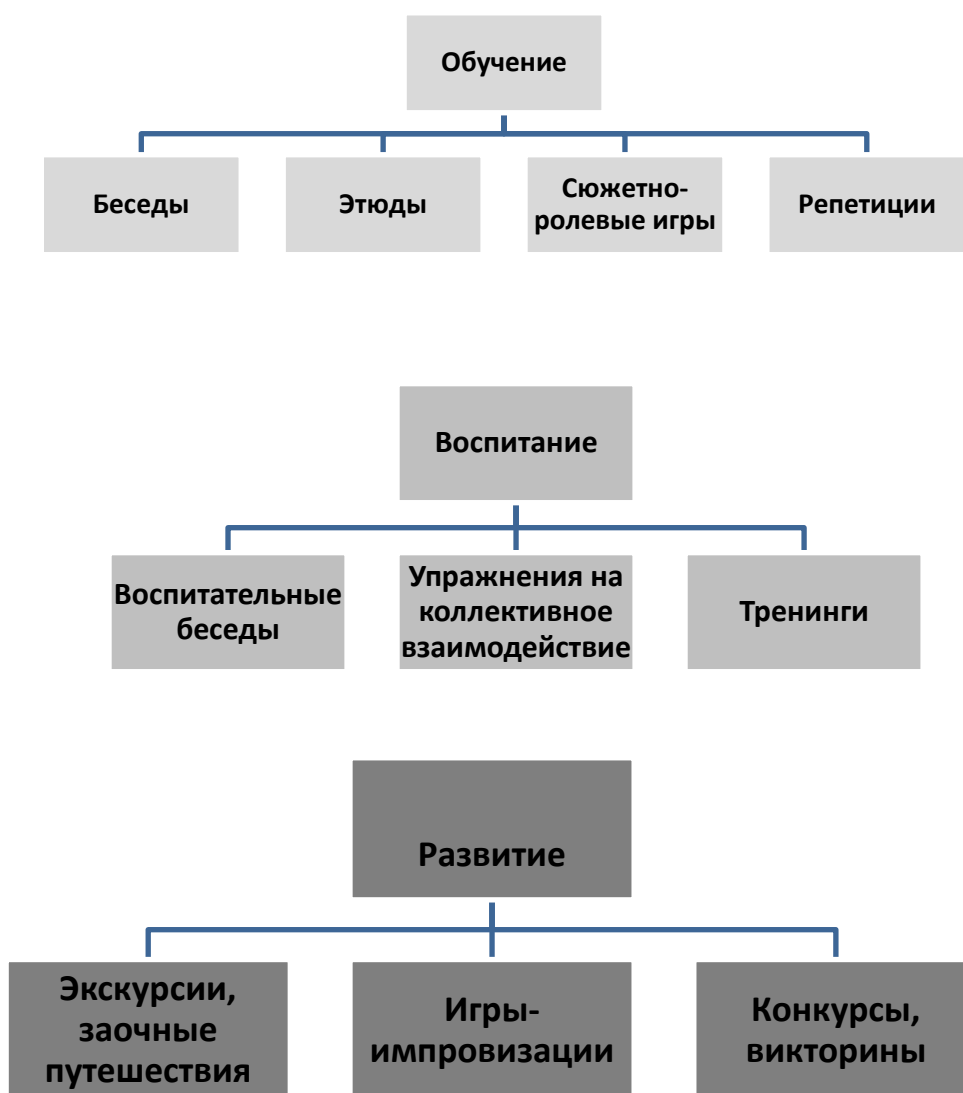 Обучение
Беседы
Этюды
Сюжетно-
ролевые игры
Репетиции
Воспитание
Воспитательные
беседы
Упражнения на
коллективное
взаимодействие
Тренинги
Развитие
Экскурсии,
заочные
путешествия
Игры-
импровизации
Конкурсы,
викторины